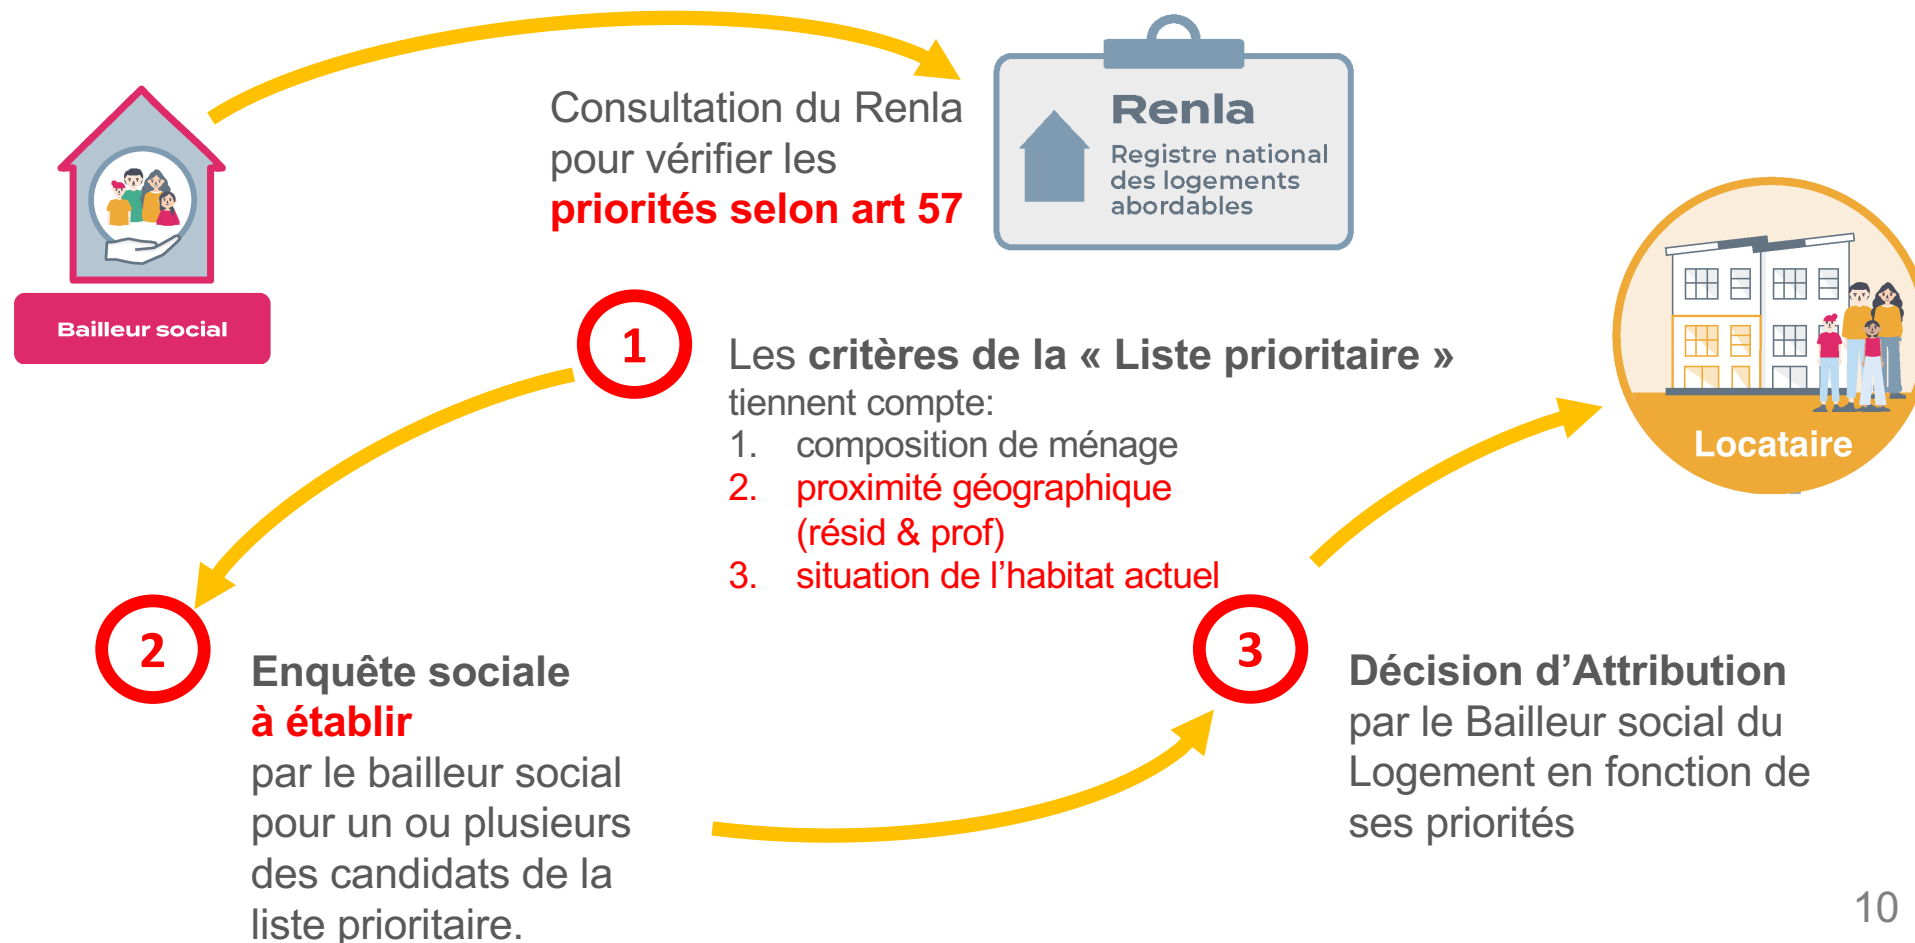 Consultation du Renla
pour vérifier les
priorités selon art 57
Renla
Registre national
des logements
abordables
Bailleur social
1
Les critères de la « Liste prioritaire »
tiennent compte:
1. composition de ménage
2. proximité géographique
(résid & prof)
3. situation de l’habitat actuel
Locataire
2
Enquête sociale
à établir
par le bailleur social
pour un ou plusieurs
des candidats de la
liste prioritaire.
3
Décision d’Attribution
par le Bailleur social du
Logement en fonction de
ses priorités
10